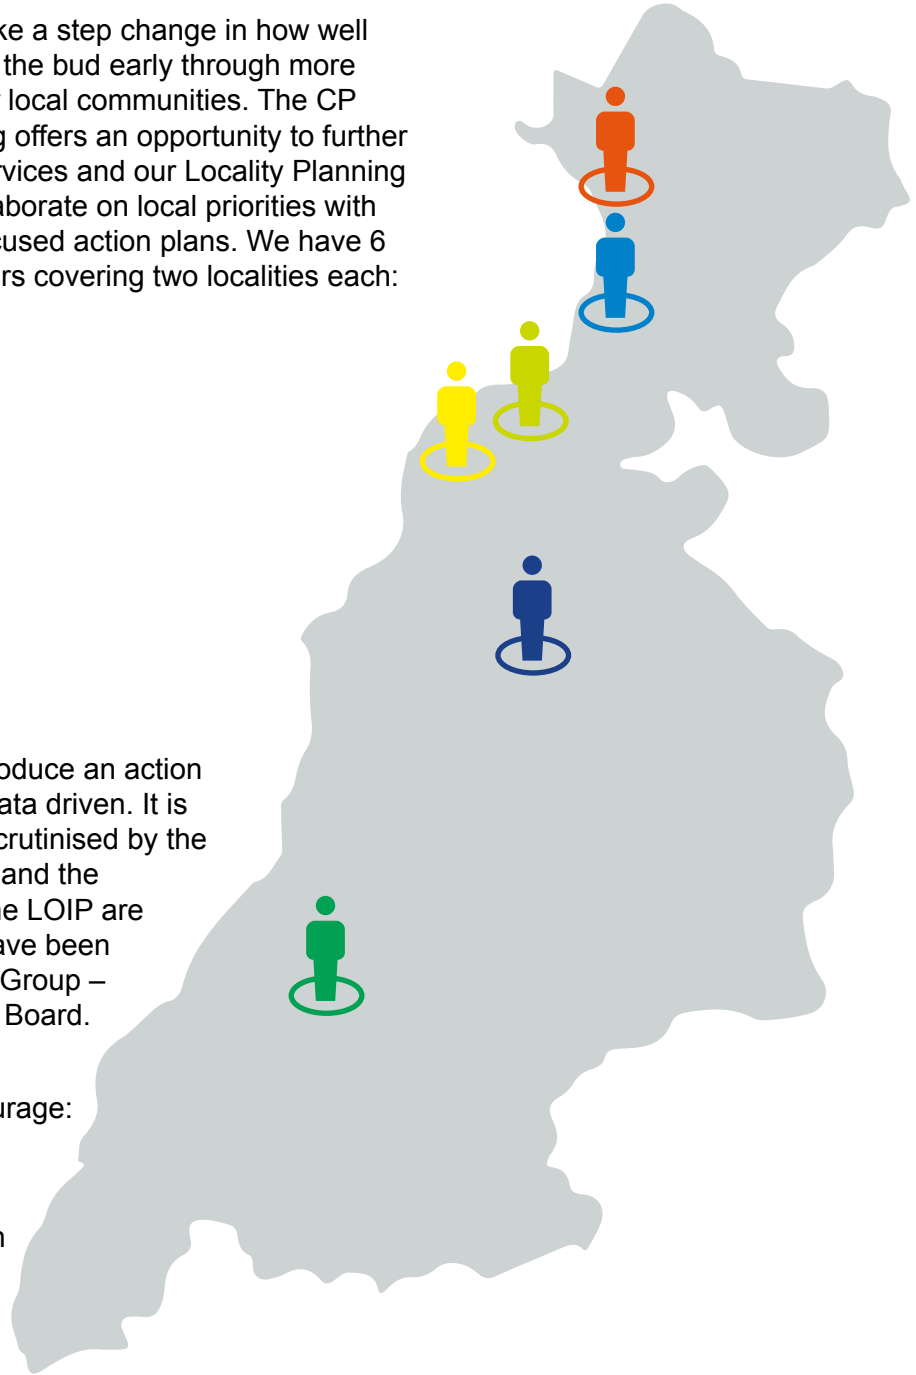 ke a step change in how well
the bud early through more
local communities. The CP
g offers an opportunity to further
rvices and our Locality Planning
aborate on local priorities with
cused action plans. We have 6
rs covering two localities each:
oduce an action
ata driven. It is
crutinised by the
and the
ne LOIP are
ave been
Group –
Board.
urage:
n